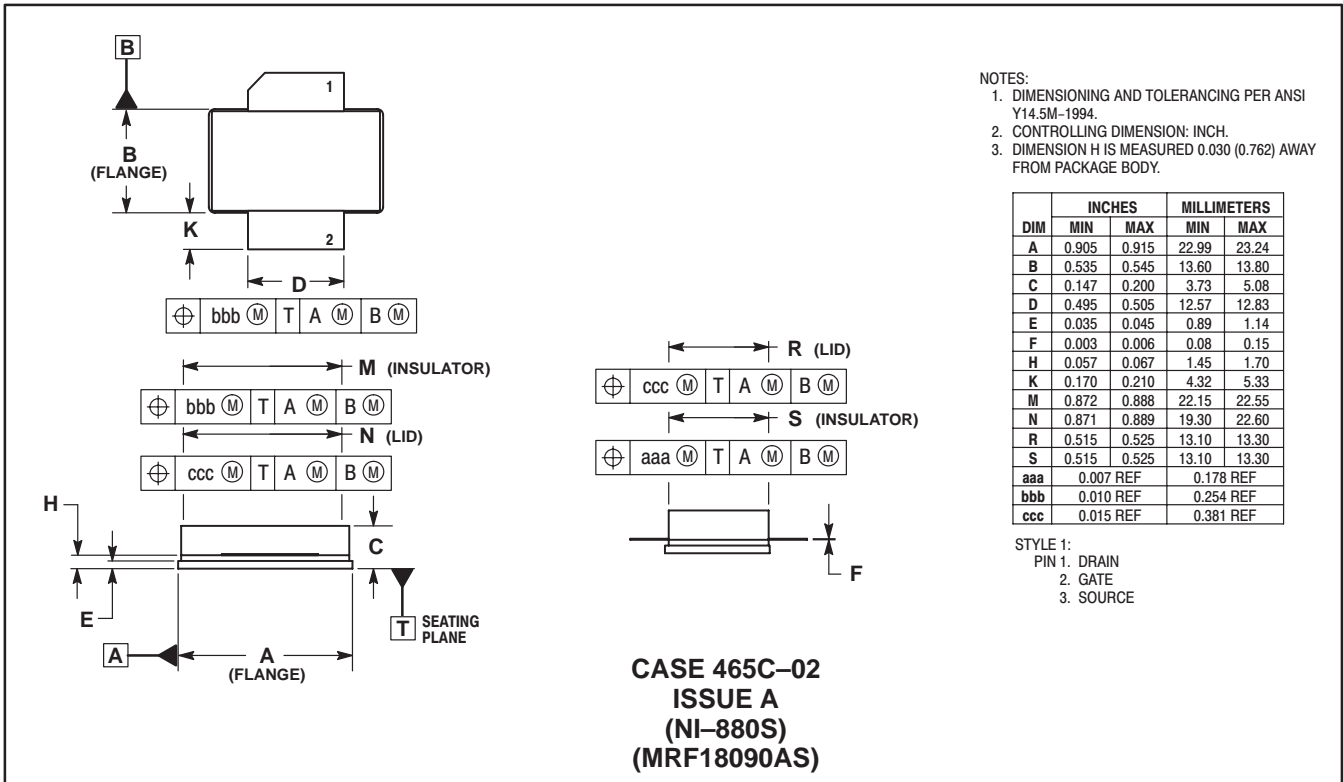 B
1
B
(FLANGE)
K
2
D
⌖ bbb Ⓜ T A Ⓜ B Ⓜ
M (INSULATOR)
⌖ bbb Ⓜ T A Ⓜ B Ⓜ
N (LID)
⌖ ccc Ⓜ T A Ⓜ B Ⓜ
H
C
E
T SEATING
PLANE
A
A
(FLANGE)
R (LID)
⌖ ccc Ⓜ T A Ⓜ B Ⓜ
S (INSULATOR)
⌖ aaa Ⓜ T A Ⓜ B Ⓜ
F
CASE 465C–02
ISSUE A
(NI–880S)
(MRF18090AS)
NOTES:
1. DIMENSIONING AND TOLERANCING PER ANSI
Y14.5M–1994.
2. CONTROLLING DIMENSION: INCH.
3. DIMENSION H IS MEASURED 0.030 (0.762) AWAY
FROM PACKAGE BODY.
INCHES MILLIMETERS
DIM MIN MAX MIN MAX
A 0.905 0.915 22.99 23.24
B 0.535 0.545 13.60 13.80
C 0.147 0.200 3.73 5.08
D 0.495 0.505 12.57 12.83
E 0.035 0.045 0.89 1.14
F 0.003 0.006 0.08 0.15
H 0.057 0.067 1.45 1.70
K 0.170 0.210 4.32 5.33
M 0.872 0.888 22.15 22.55
N 0.871 0.889 19.30 22.60
R 0.515 0.525 13.10 13.30
S 0.515 0.525 13.10 13.30
aaa 0.007 REF 0.178 REF
bbb 0.010 REF 0.254 REF
ccc 0.015 REF 0.381 REF
STYLE 1:
PIN 1. DRAIN
2. GATE
3. SOURCE